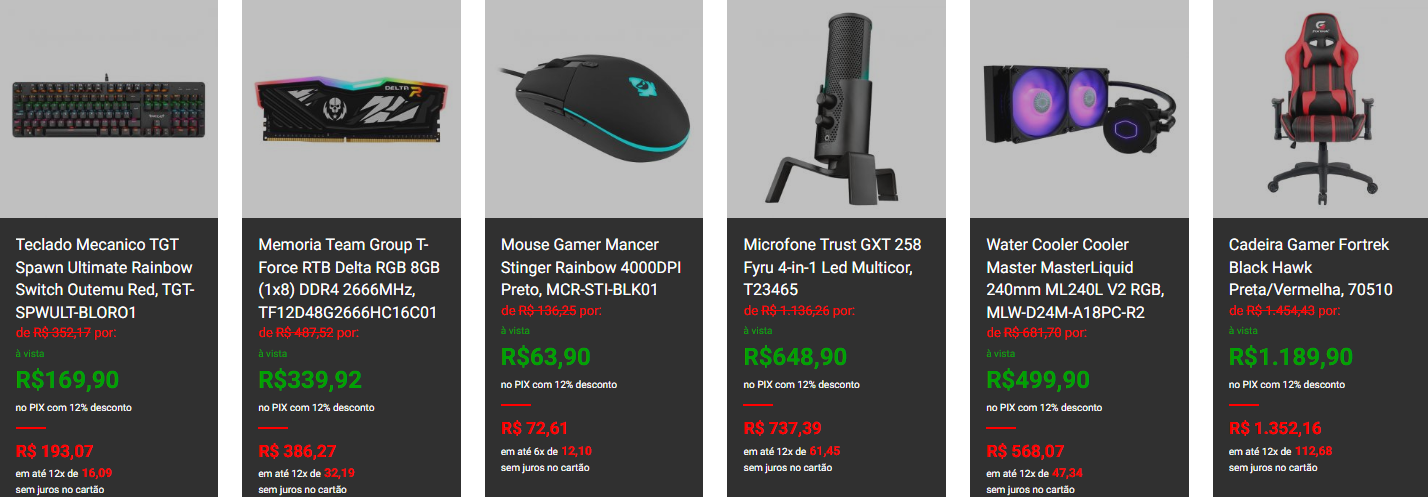 DELTA R
Teclado Mecanico TGT
Spawn Ultimate Rainbow
Switch Outemu Red, TGT-
SPWULT-BLORO1
de R$ 352,17 por:
à vista
R$169,90
no PIX com 12% desconto
R$ 193,07
em até 12x de 16,09
sem juros no cartão
Memoria Team Group T-
Force RTB Delta RGB 8GB
(1x8) DDR4 2666MHz,
TF12D48G2666HC16C01
de R$ 487,52 por:
à vista
R$339,92
no PIX com 12% desconto
R$ 386,27
em até 12x de 32,19
sem juros no cartão
Mouse Gamer Mancer
Stinger Rainbow 4000DPI
Preto, MCR-STI-BLK01
de R$ 136,25 por:
à vista
R$63,90
no PIX com 12% desconto
R$ 72,61
em até 6x de 12,10
sem juros no cartão
Microfone Trust GXT 258
Fyru 4-in-1 Led Multicor,
T23465
de R$ 1.136,26 por:
à vista
R$648,90
no PIX com 12% desconto
R$ 737,39
em até 12x de 61,45
sem juros no cartão
Water Cooler Cooler
Master MasterLiquid
240mm ML240L V2 RGB,
MLW-D24M-A18PC-R2
de R$ 681,70 por:
à vista
R$499,90
no PIX com 12% desconto
R$ 568,07
em até 12x de 47,34
sem juros no cartão
Cadeira Gamer Fortrek
Black Hawk
Preta/Vermelha, 70510
de R$ 1.454,43 por:
à vista
R$1.189,90
no PIX com 12% desconto
R$ 1.352,16
em até 12x de 112,68
sem juros no cartão